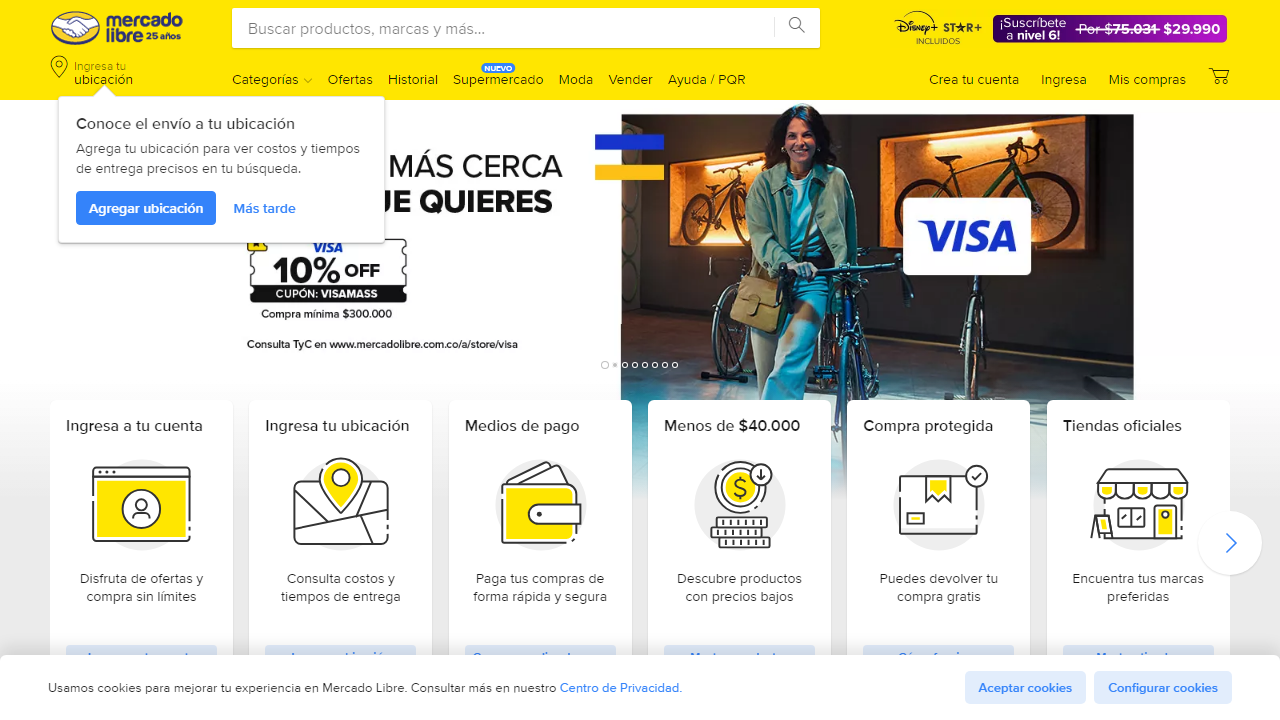 mercado
libre 25 años
Buscar productos, marcas y más...
Disney+ STAR+
INCLUIDOS
¡Suscríbete
a nivel 6!
Por $75.031 $29.990
Ingresa tu
ubicación
Categorías
Ofertas
Historial
NUEVO
Supermercado
Moda
Vender
Ayuda / PQR
Crea tu cuenta
Ingresa
Mis compras
Conoce el envío a tu ubicación
Agrega tu ubicación para ver costos y tiempos
de entrega precisos en tu búsqueda.
Agregar ubicación
Más tarde
MÁS CERCA
QUIERES
VISA
10% OFF
CUPÓN: VISAMASS
Compra mínima $300.000
Consulta TyC en www.mercadolibre.com.co/a/store/visa
VISA
Ingresa a tu cuenta
Disfruta de ofertas y
compra sin límites
Ingresa tu ubicación
Consulta costos y
tiempos de entrega
Medios de pago
Paga tus compras de
forma rápida y segura
Menos de $40.000
Descubre productos
con precios bajos
Compra protegida
Puedes devolver tu
compra gratis
Tiendas oficiales
Encuentra tus marcas
preferidas
Usamos cookies para mejorar tu experiencia en Mercado Libre. Consultar más en nuestro Centro de Privacidad.
Aceptar cookies
Configurar cookies